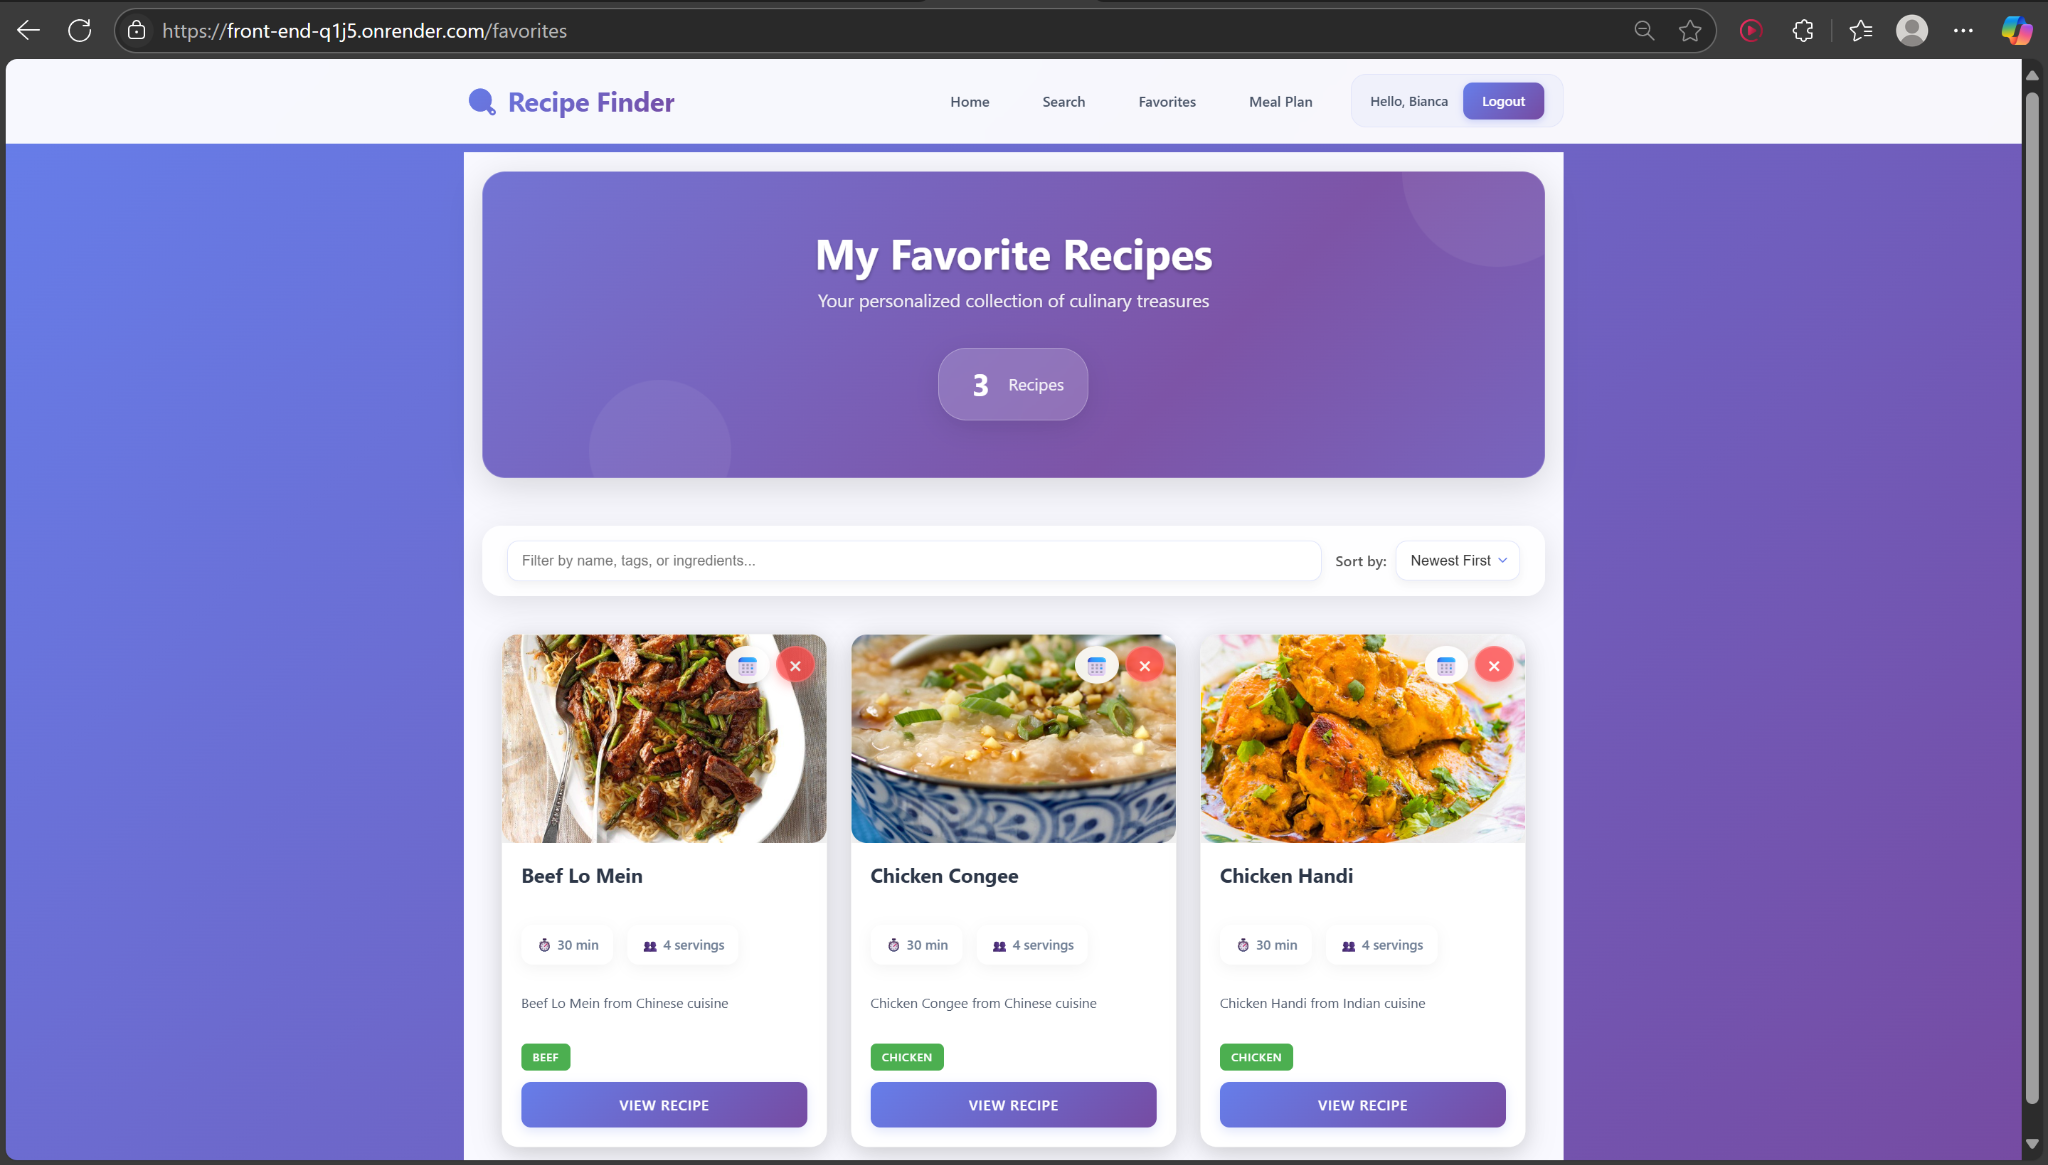 https://front-end-q1j5.onrender.com/favorites
Recipe Finder
Home Search Favorites Meal Plan Hello, Bianca Logout
My Favorite Recipes
Your personalized collection of culinary treasures
3 Recipes
Filter by name, tags, or ingredients... Sort by: Newest First
Beef Lo Mein
30 min 4 servings
Beef Lo Mein from Chinese cuisine
BEEF
VIEW RECIPE
Chicken Congee
30 min 4 servings
Chicken Congee from Chinese cuisine
CHICKEN
VIEW RECIPE
Chicken Handi
30 min 4 servings
Chicken Handi from Indian cuisine
CHICKEN
VIEW RECIPE